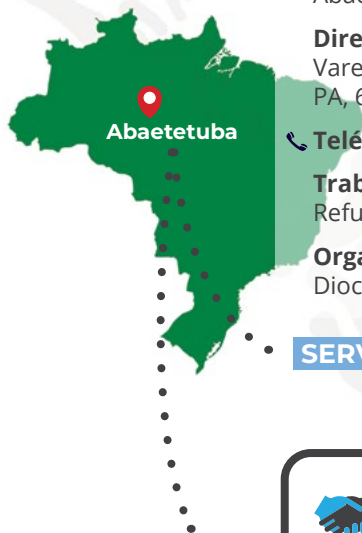 Dire
Vare
PA, 6
Abaetetuba
Telé
Trab
Refu
Orga
Dioc
SERV